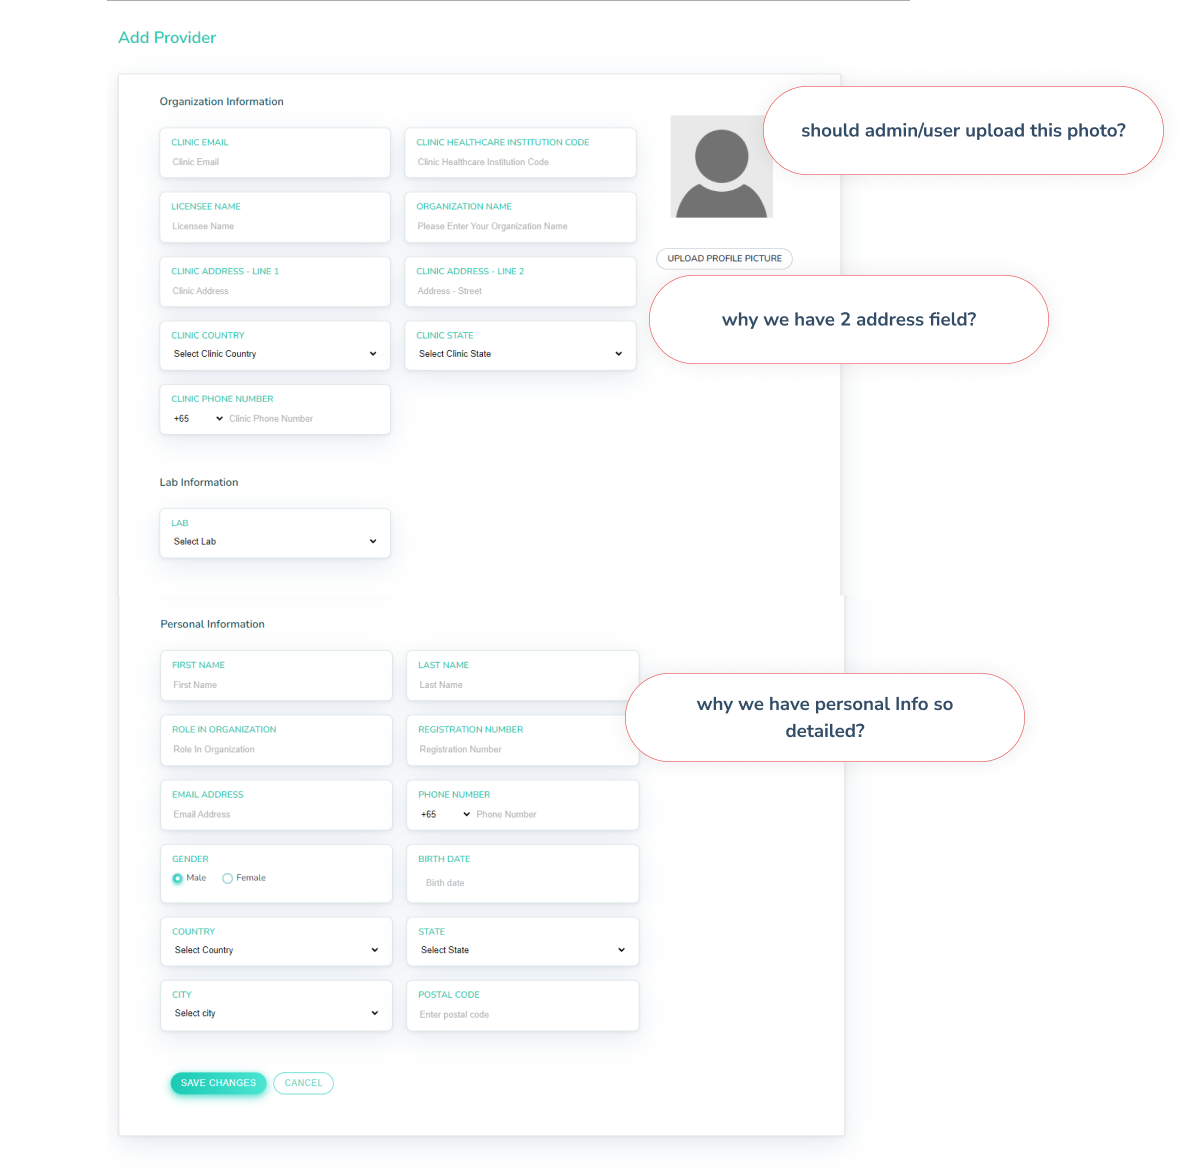 Add Provider
Organization Information
should admin/user upload this photo?
CLINIC EMAIL
Clinic Email
CLINIC HEALTHCARE INSTITUTION CODE
Clinic Healthcare Institution Code
LICENSEE NAME
Licensee Name
ORGANIZATION NAME
Please Enter Your Organization Name
UPLOAD PROFILE PICTURE
CLINIC ADDRESS - LINE 1
Clinic Address
CLINIC ADDRESS - LINE 2
Address - Street
why we have 2 address field?
CLINIC COUNTRY
Select Clinic Country
CLINIC STATE
Select Clinic State
CLINIC PHONE NUMBER
+65 Clinic Phone Number
Lab Information
LAB
Select Lab
Personal Information
FIRST NAME
First Name
LAST NAME
Last Name
why we have personal Info so
detailed?
ROLE IN ORGANIZATION
Role In Organization
REGISTRATION NUMBER
Registration Number
EMAIL ADDRESS
Email Address
PHONE NUMBER
+65 Phone Number
GENDER
Male Female
BIRTH DATE
Birth date
COUNTRY
Select Country
STATE
Select State
CITY
Select city
POSTAL CODE
Enter postal code
SAVE CHANGES
CANCEL